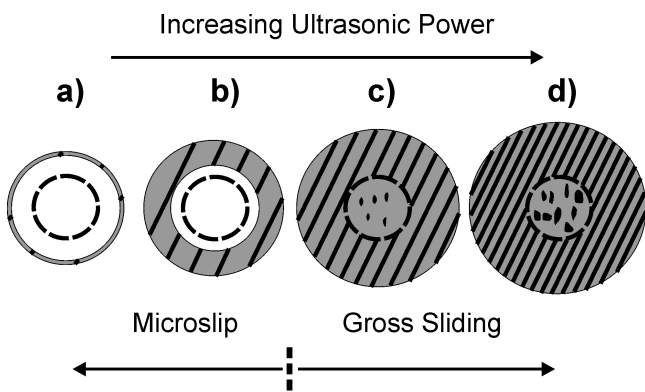 Increasing Ultrasonic Power
a) b) c) d)
Microslip Gross Sliding